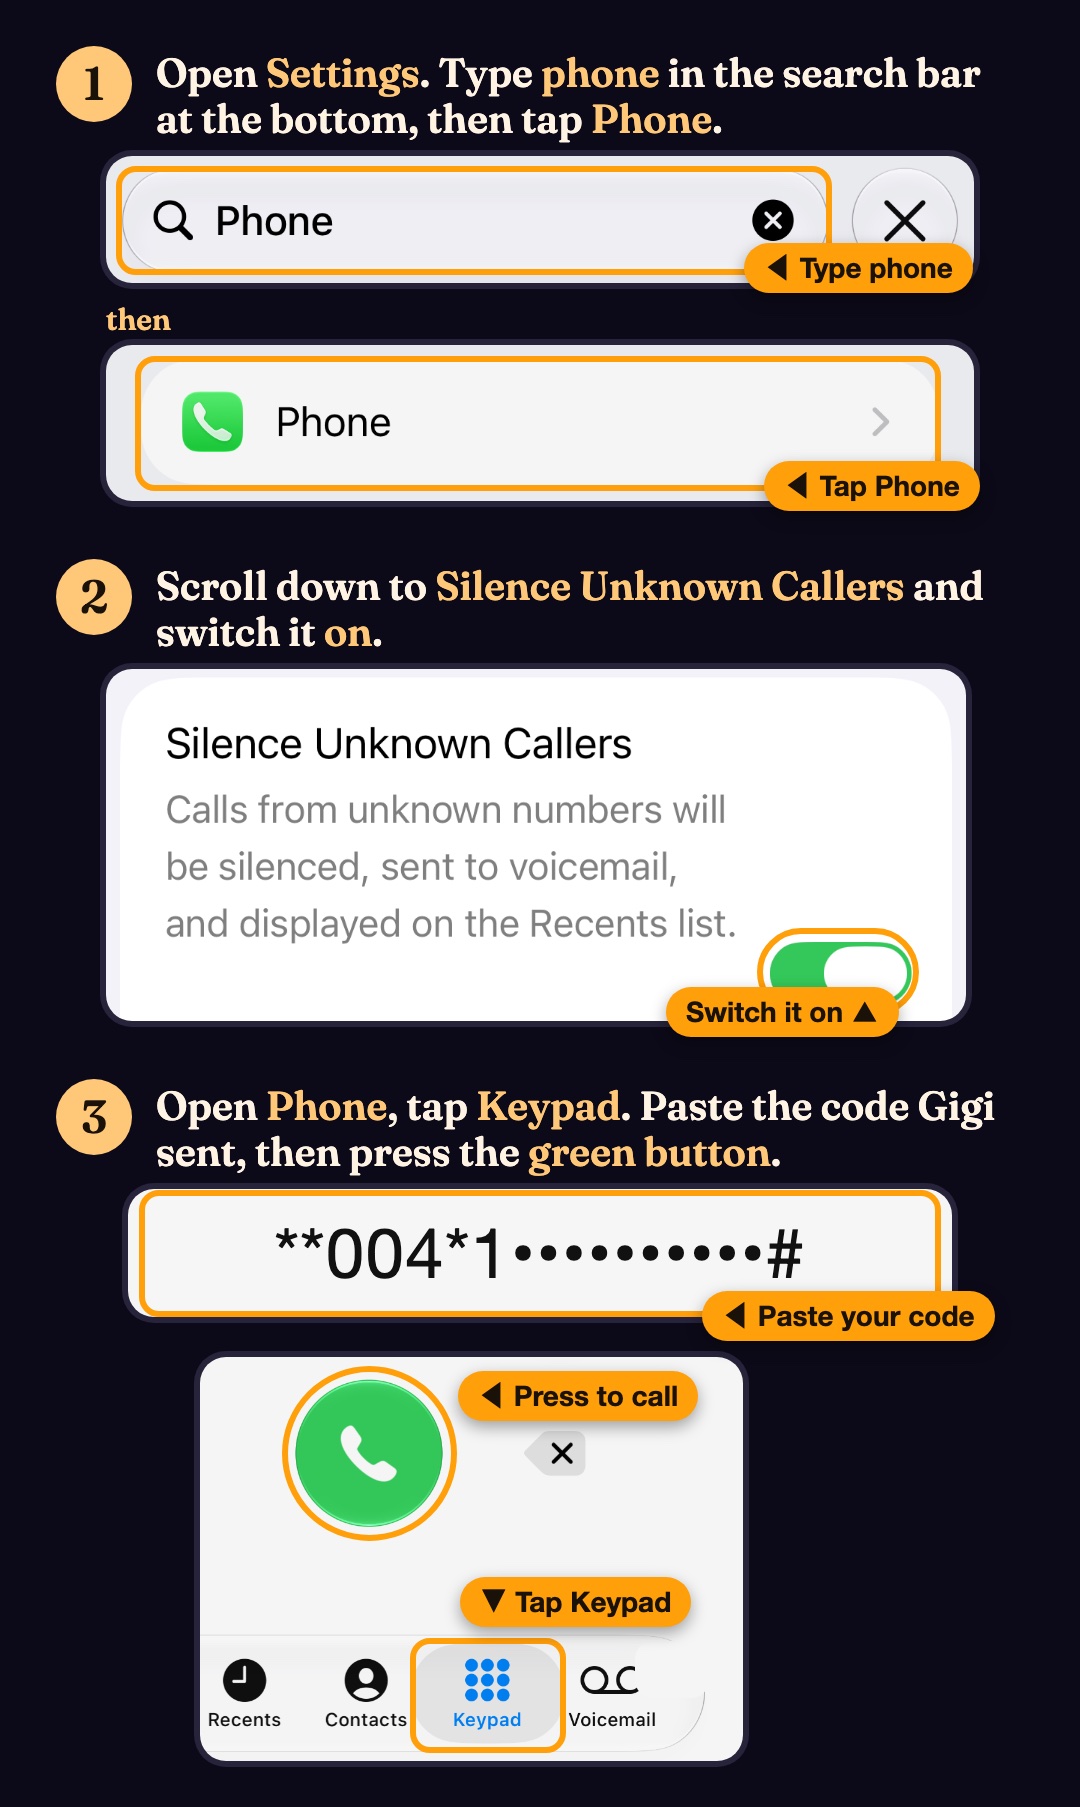 1
Open Settings. Type phone in the search bar
at the bottom, then tap Phone.
Phone
Type phone
then
Phone
Tap Phone
2
Scroll down to Silence Unknown Callers and
switch it on.
Silence Unknown Callers
Calls from unknown numbers will
be silenced, sent to voicemail,
and displayed on the Recents list.
Switch it on
3
Open Phone, tap Keypad. Paste the code Gigi
sent, then press the green button.
**004*1••••••••••#
Paste your code
Press to call
Tap Keypad
Recents Contacts Keypad Voicemail